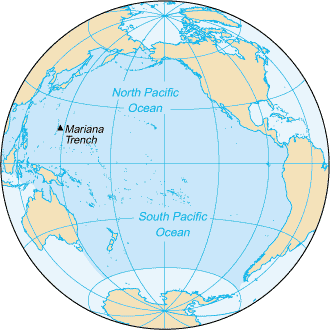 North Pacific
Ocean
Mariana
Trench
South Pacific
Ocean